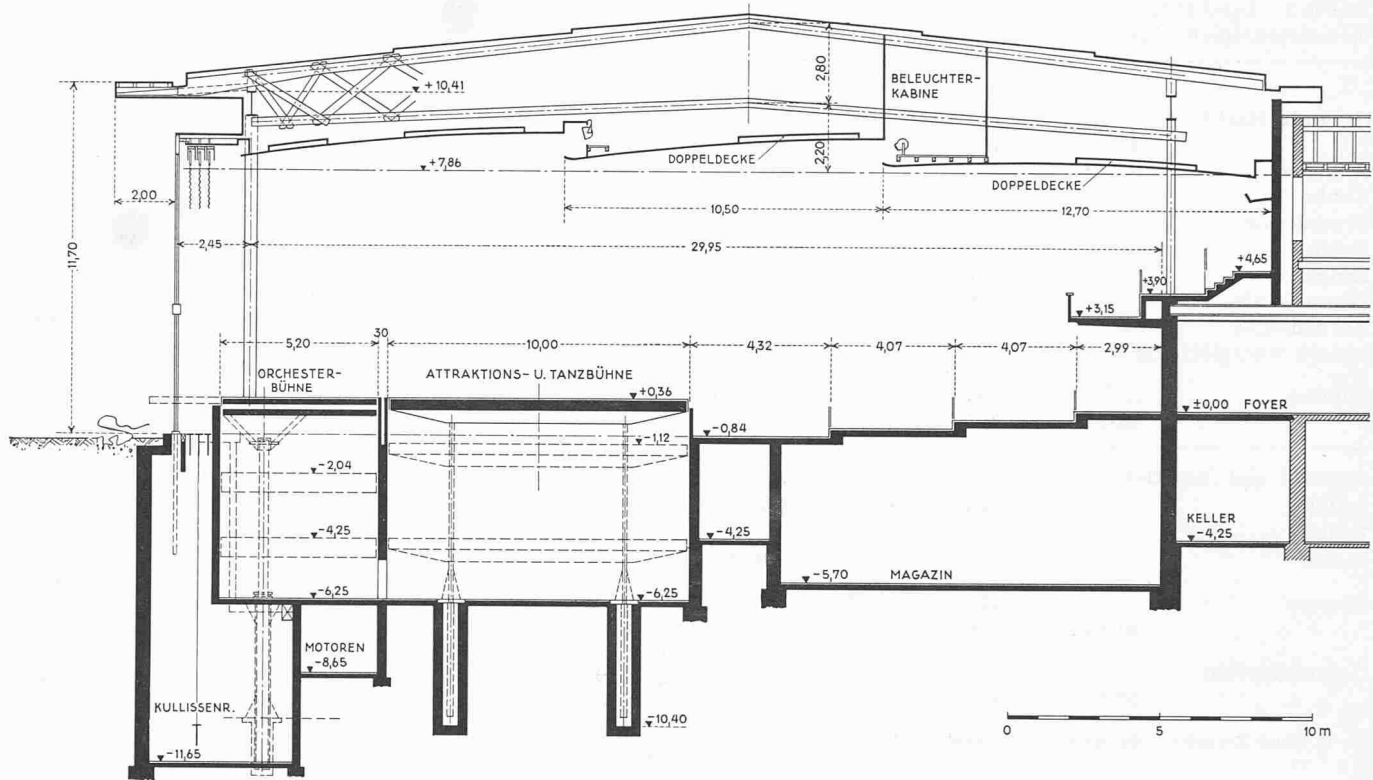 2,80
BELEUCHTER-
KABINE
+10,41
DOPPELDECKE
2,20
+7,86
DOPPELDECKE
2,00
10,50
12,70
11,70
2,45
29,95
+4,65
+3,90
+3,15
5,20
30
10,00
4,32
4,07
4,07
2,99
ORCHESTER-
BÜHNE
ATTRAKTIONS- U. TANZBÜHNE
+0,36
±0,00 FOYER
-0,84
-1,12
-2,04
-4,25
-4,25
KELLER
-4,25
-5,70 MAGAZIN
-6,25
-6,25
MOTOREN
-8,65
KULLISSENR.
-10,40
-11,65
0 5 10 m